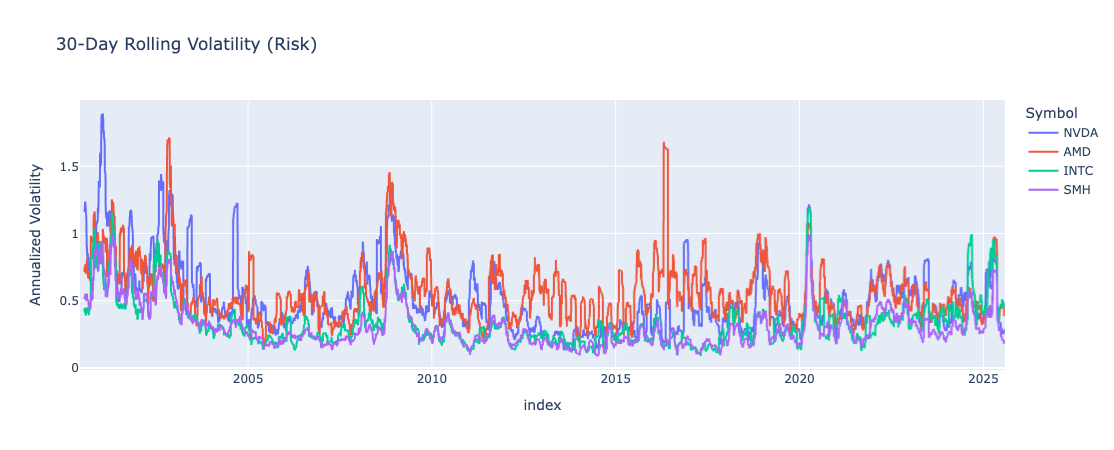 30-Day Rolling Volatility (Risk)
Symbol
NVDA
AMD
INTC
SMH
Annualized Volatility
1.5
1
0.5
0
2005
2010
2015
2020
2025
index